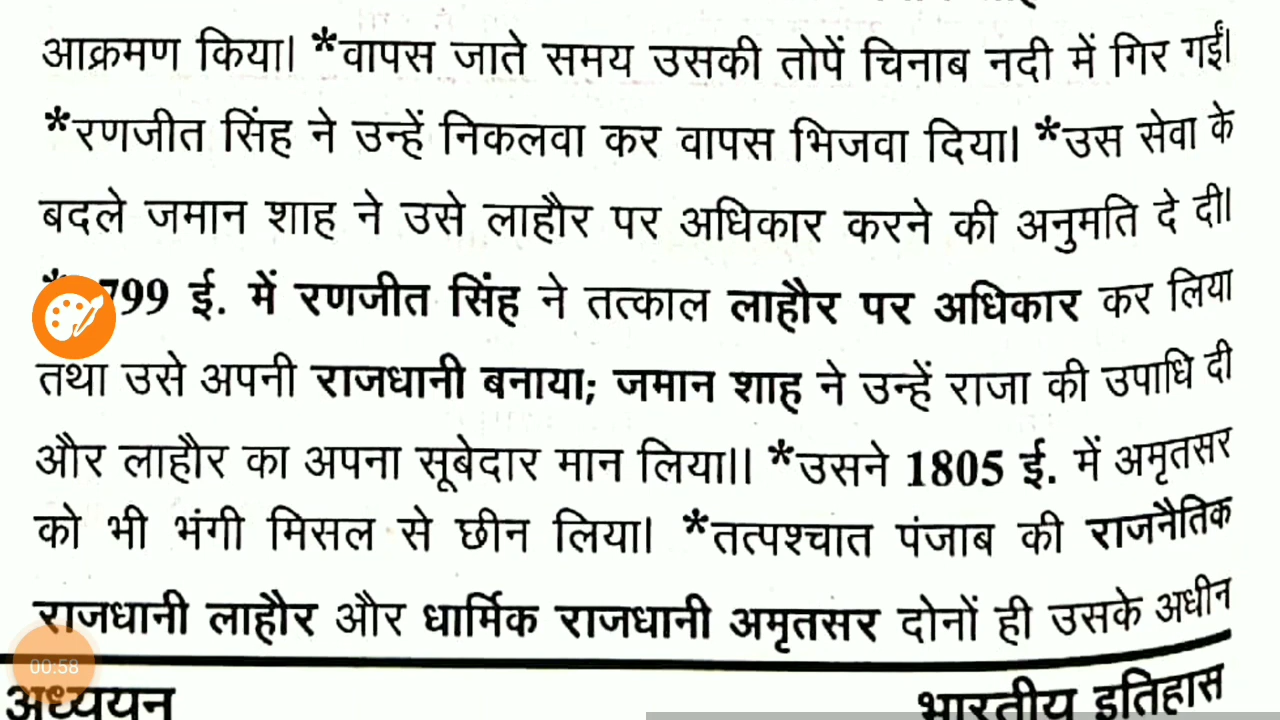 आक्रमण किया। *वापस जाते समय उसकी तोपें चिनाब नदी में गिर गईं।
*रणजीत सिंह ने उन्हें निकलवा कर वापस भिजवा दिया। *उस सेवा के
बदले जमान शाह ने उसे लाहौर पर अधिकार करने की अनुमति दे दी।
799 ई. में रणजीत सिंह ने तत्काल लाहौर पर अधिकार कर लिया
तथा उसे अपनी राजधानी बनाया; जमान शाह ने उन्हें राजा की उपाधि दी
और लाहौर का अपना सूबेदार मान लिया।। *उसने 1805 ई. में अमृतसर
को भी भंगी मिसल से छीन लिया। *तत्पश्चात पंजाब की राजनैतिक
राजधानी लाहौर और धार्मिक राजधानी अमृतसर दोनों ही उसके अधीन
00:58
अध्ययन भारतीय इतिहास